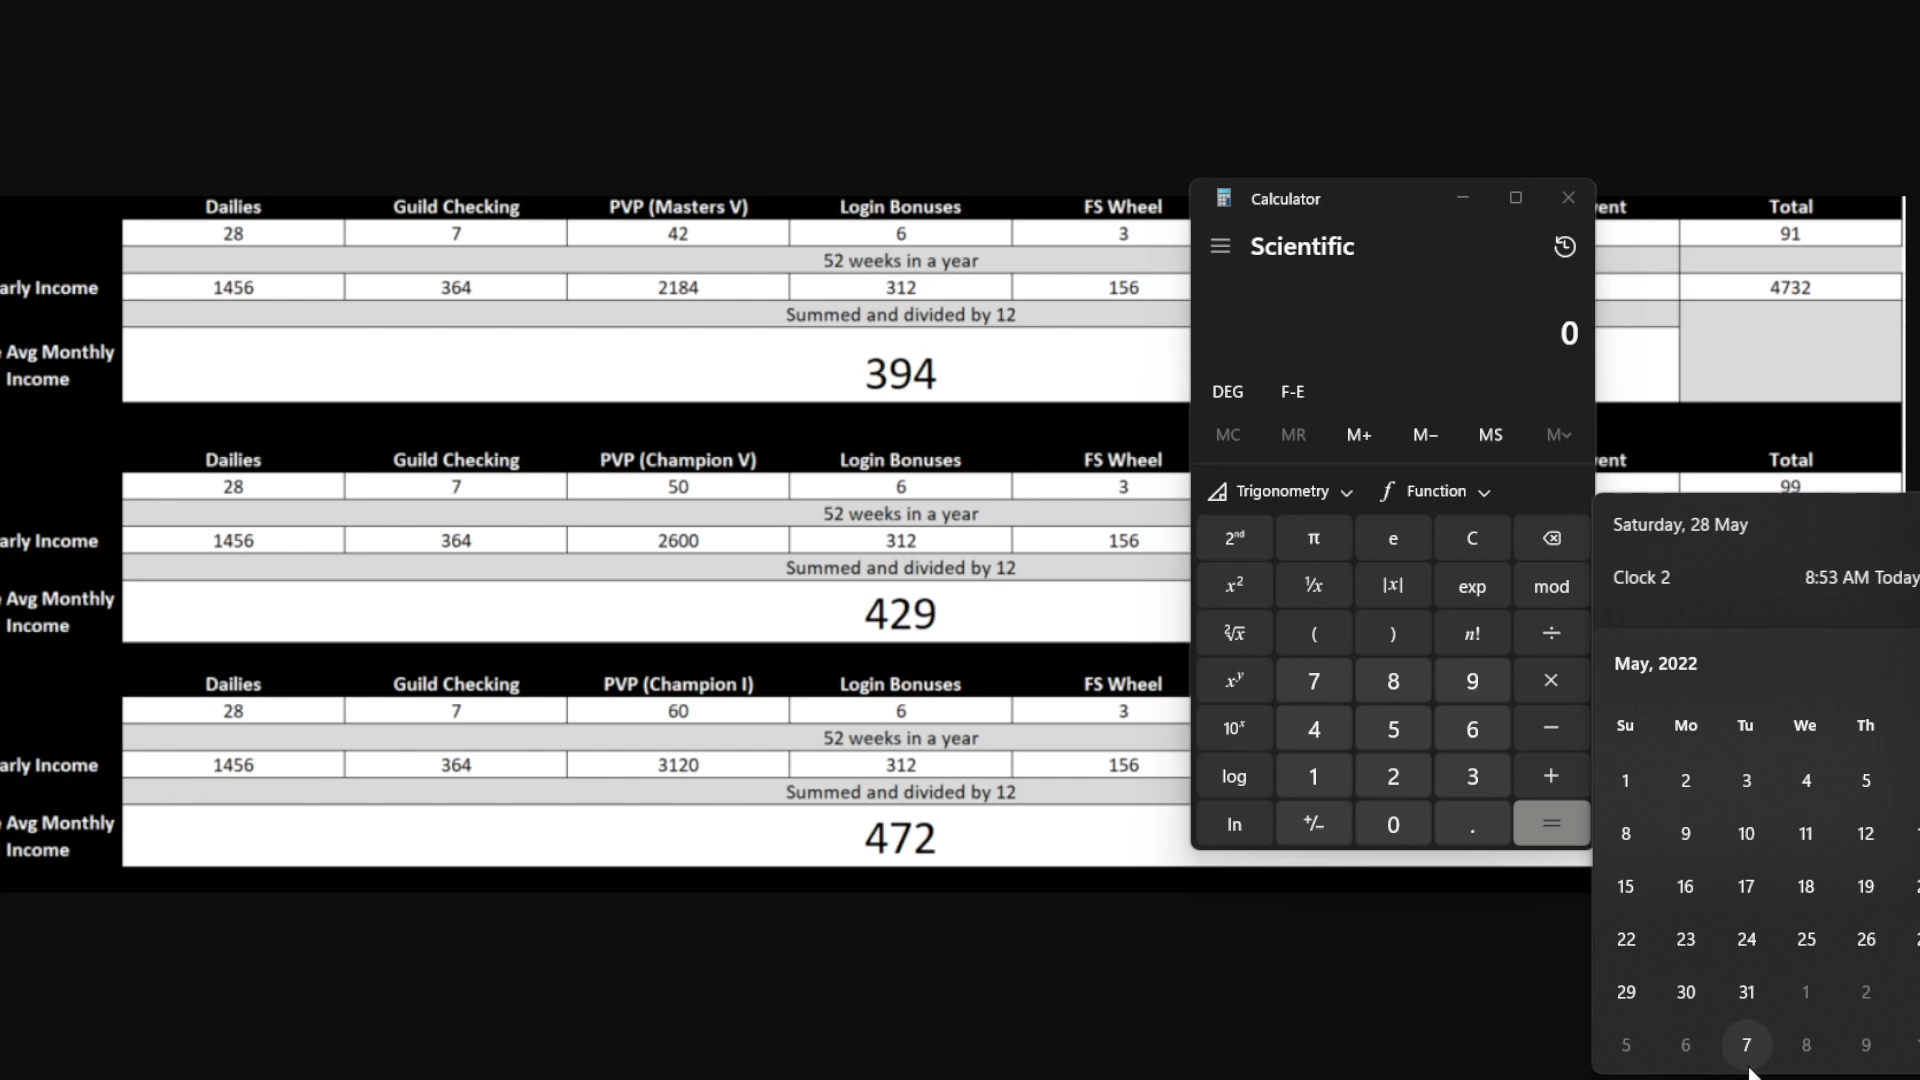 Dailies Guild Checking PVP (Masters V) Login Bonuses FS Wheel ent Total
28 7 42 6 3 91
52 weeks in a year
arly Income 1456 364 2184 312 156 4732
Summed and divided by 12
Avg Monthly
Income
394
Dailies Guild Checking PVP (Champion V) Login Bonuses FS Wheel ent Total
28 7 50 6 3 99
52 weeks in a year
arly Income 1456 364 2600 312 156
Summed and divided by 12
Avg Monthly
Income
429
Dailies Guild Checking PVP (Champion I) Login Bonuses FS Wheel
28 7 60 6 3
52 weeks in a year
arly Income 1456 364 3120 312 156
Summed and divided by 12
Avg Monthly
Income
472
Calculator
Scientific
0
DEG F-E
MC MR M+ M− MS M
Trigonometry f Function
2nd π e C
x² ¹/x |x| exp mod
²√x ( ) n! ÷
xʸ 7 8 9 ×
10ˣ 4 5 6 −
log 1 2 3 +
ln +/− 0 . =
Saturday, 28 May
Clock 2 8:53 AM Today
May, 2022
Su Mo Tu We Th
1 2 3 4 5
8 9 10 11 12
15 16 17 18 19
22 23 24 25 26
29 30 31 1 2
5 6 7 8 9